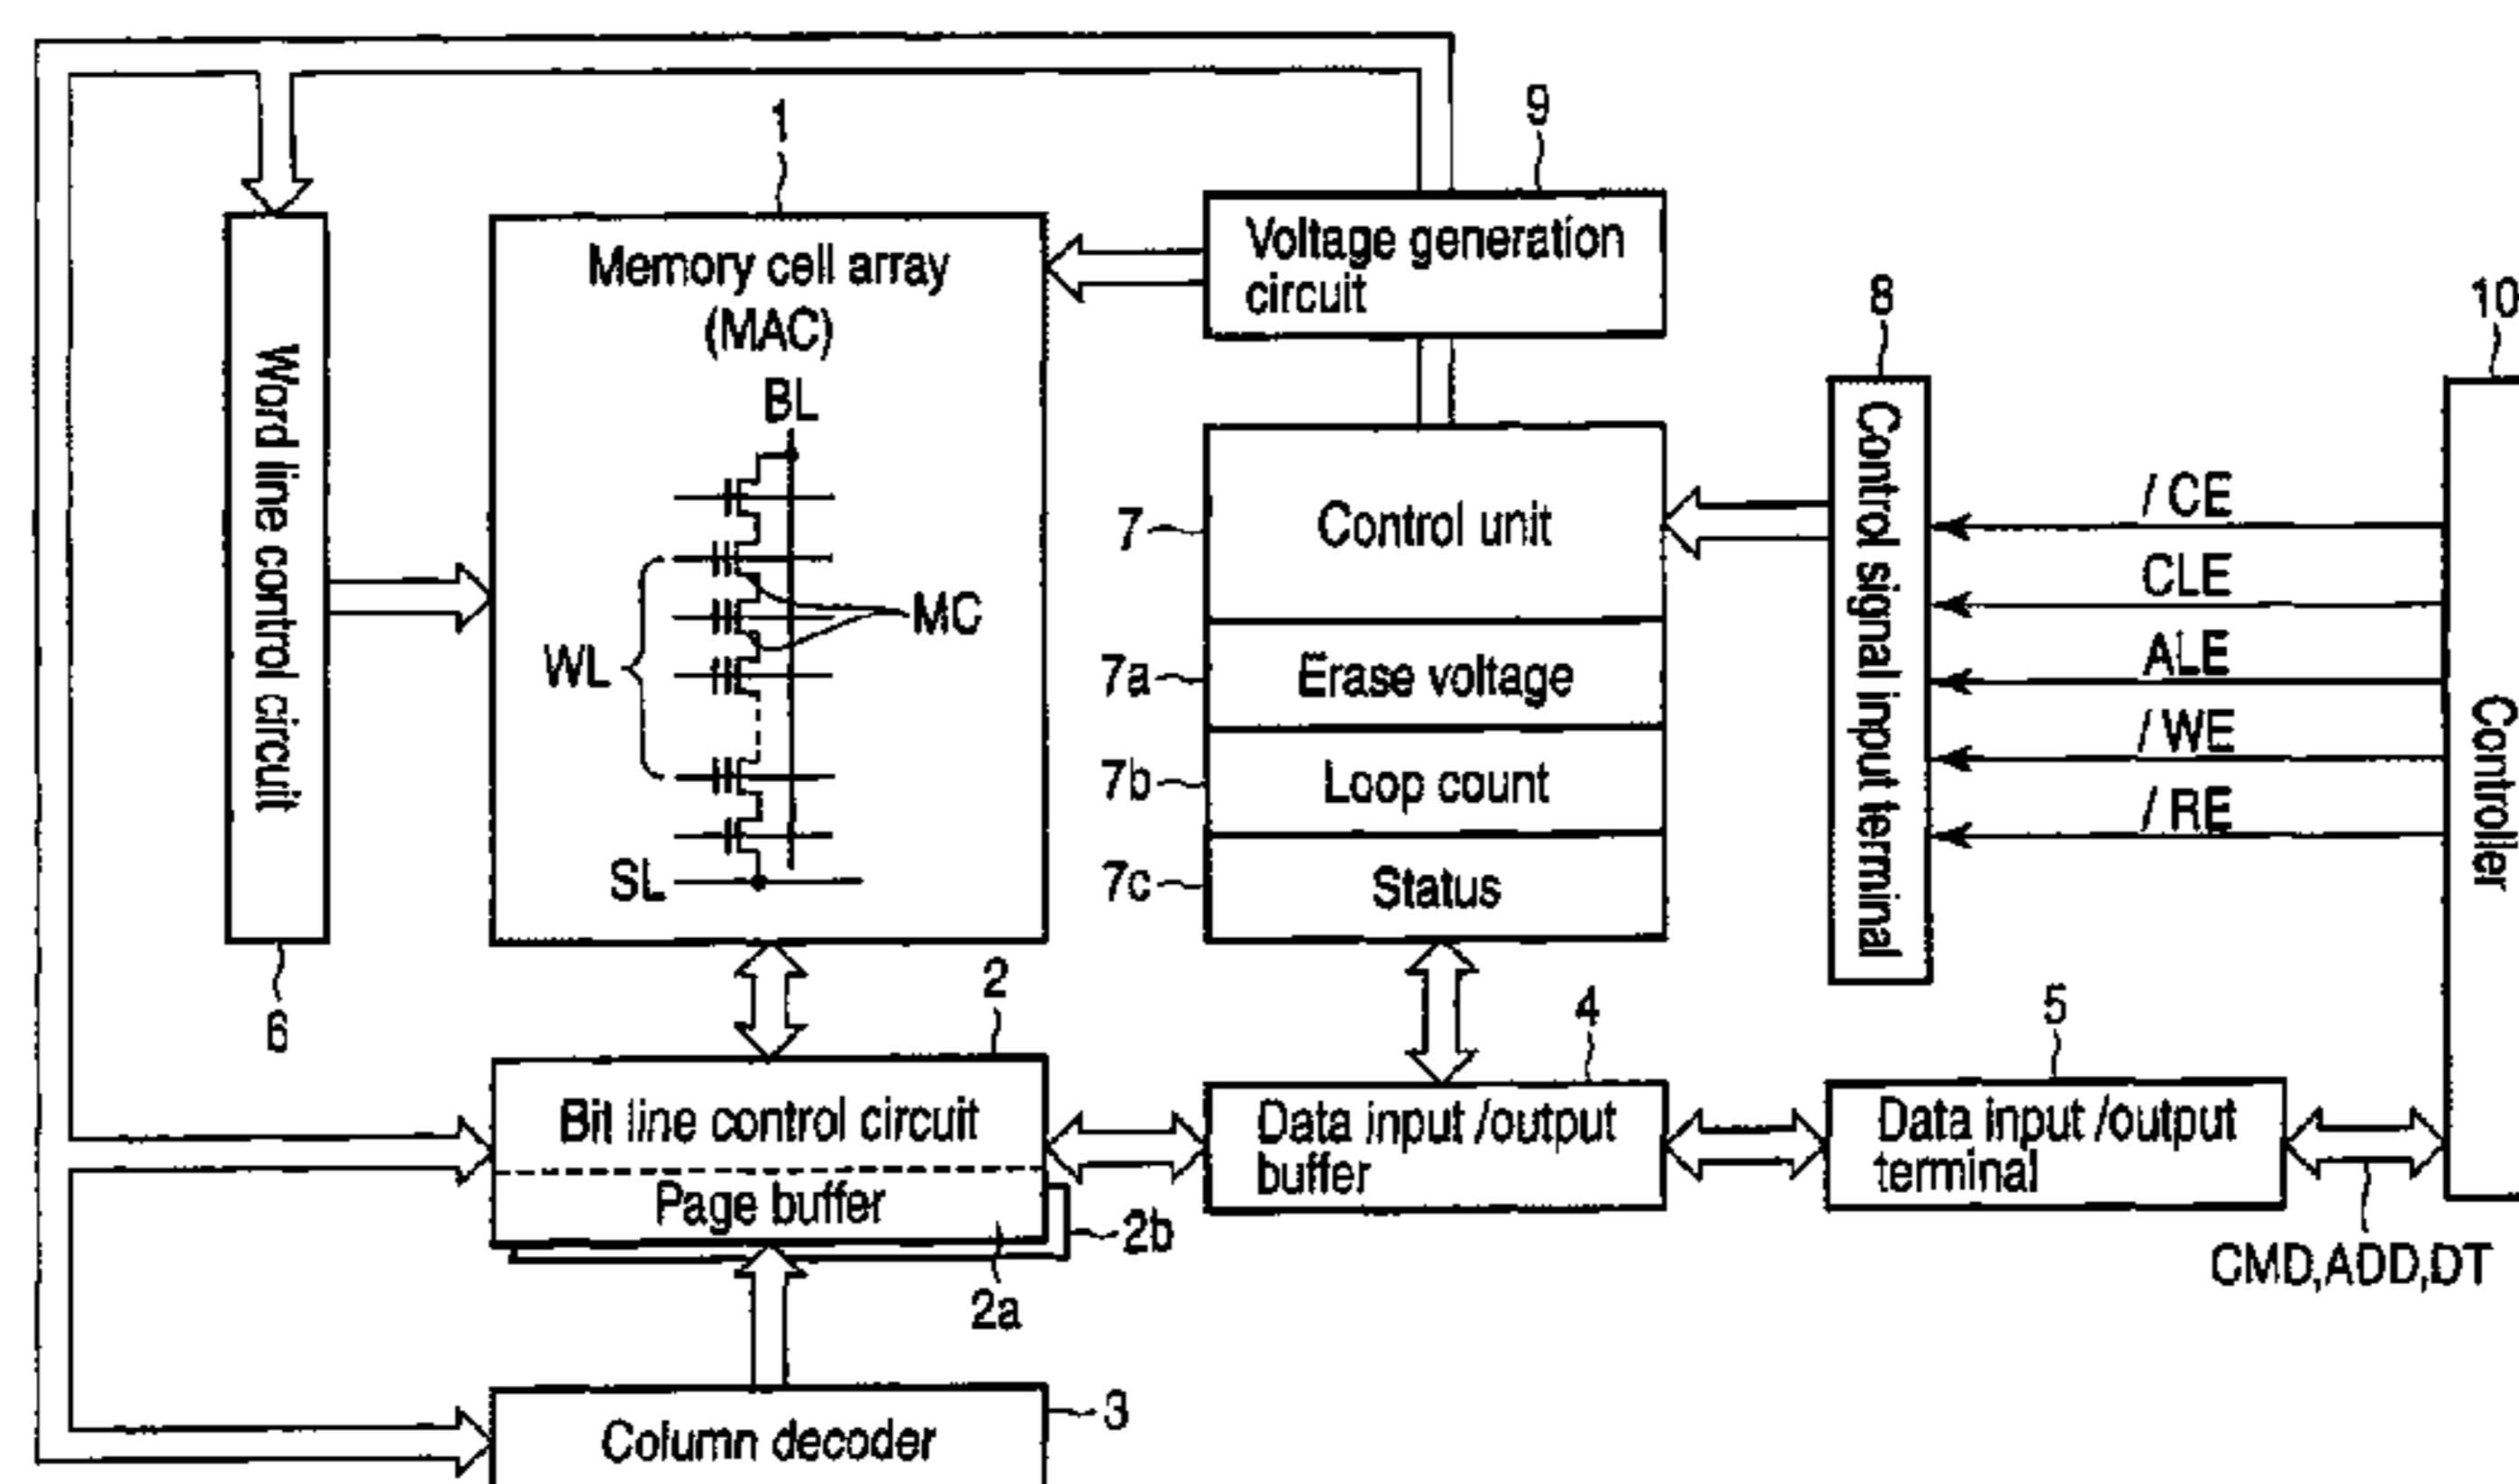 1
9
Memory cell array
(MAC)
Voltage generation
circuit
8
10
Word line control circuit
BL
Control signal input terminal
/ CE
7
Control unit
CLE
MC
WL
7a
Erase voltage
ALE
/ WE
Controller
7b
Loop count
/ RE
SL
7c
Status
6
2
4
5
Bit line control circuit
Data input /output
buffer
Data input /output
terminal
Page buffer
2b
2a
CMD,ADD,DT
Column decoder
3